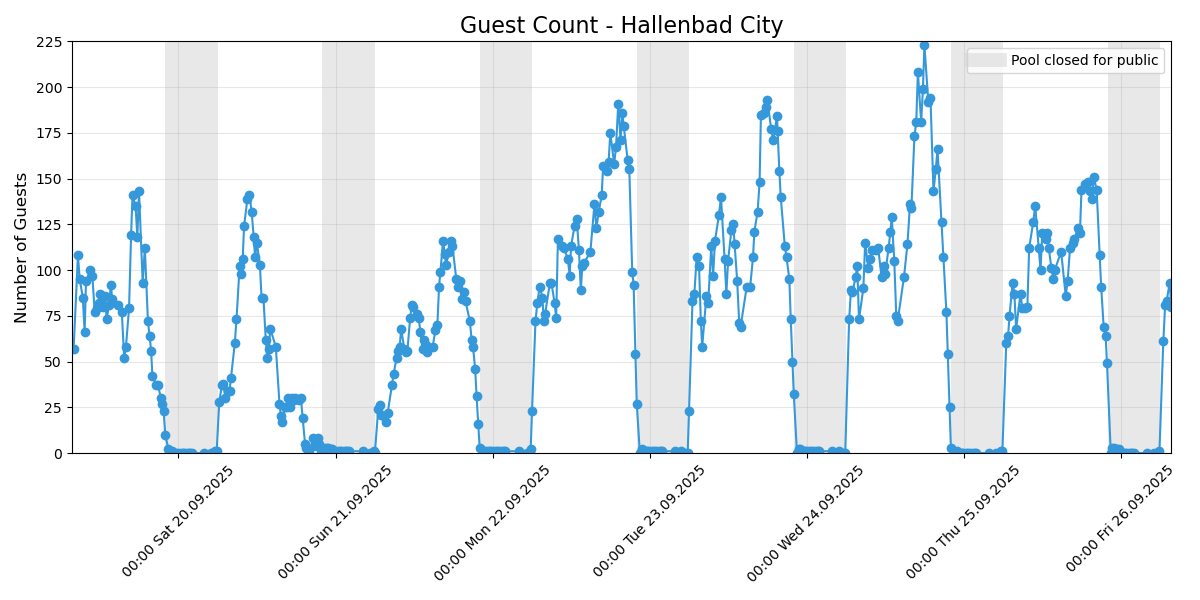 Guest Count - Hallenbad City
Pool closed for public
Number of Guests
225
200
175
150
125
100
75
50
25
0
00:00 Sat 20.09.2025
00:00 Sun 21.09.2025
00:00 Mon 22.09.2025
00:00 Tue 23.09.2025
00:00 Wed 24.09.2025
00:00 Thu 25.09.2025
00:00 Fri 26.09.2025